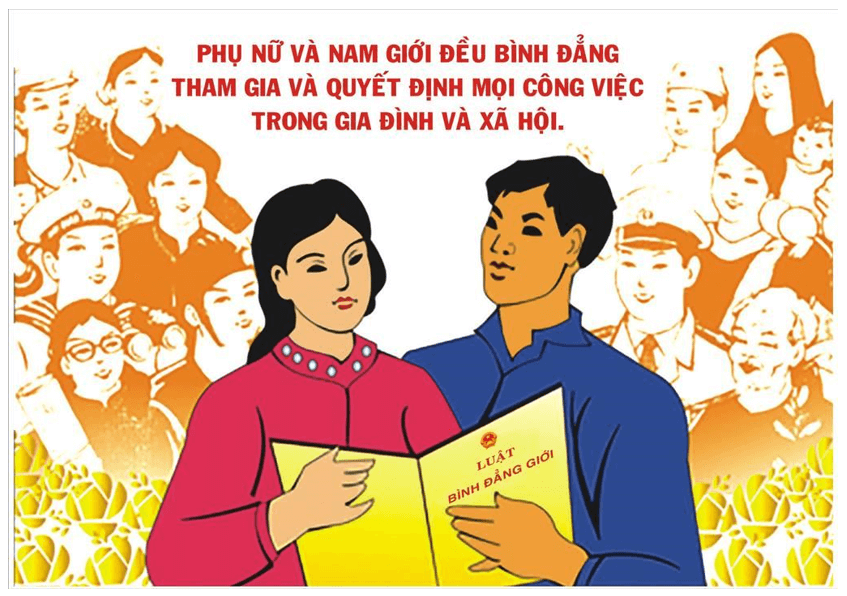 PHỤ NỮ VÀ NAM GIỚI ĐỀU BÌNH ĐẲNG
THAM GIA VÀ QUYẾT ĐỊNH MỌI CÔNG VIỆC
TRONG GIA ĐÌNH VÀ XÃ HỘI.
LUẬT
BÌNH ĐẲNG GIỚI